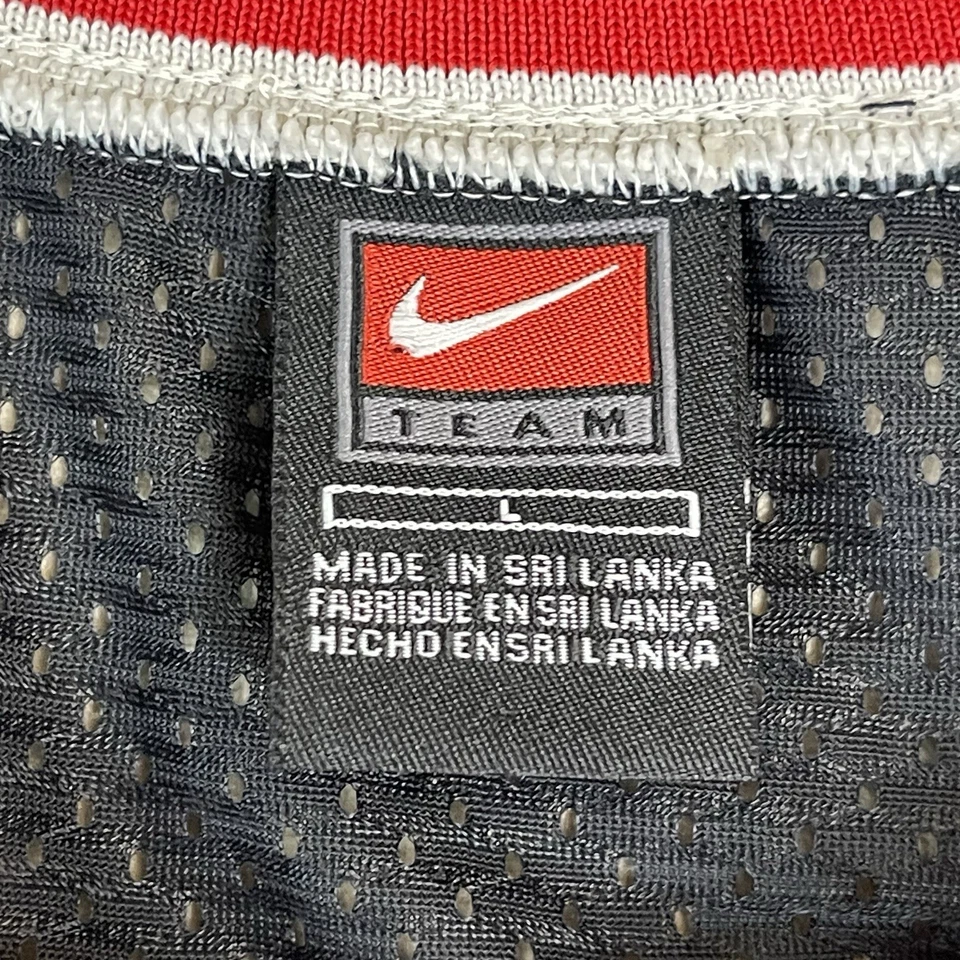 TEAM
L
MADE IN SRI LANKA
FABRIQUE EN SRI LANKA
HECHO EN SRI LANKA